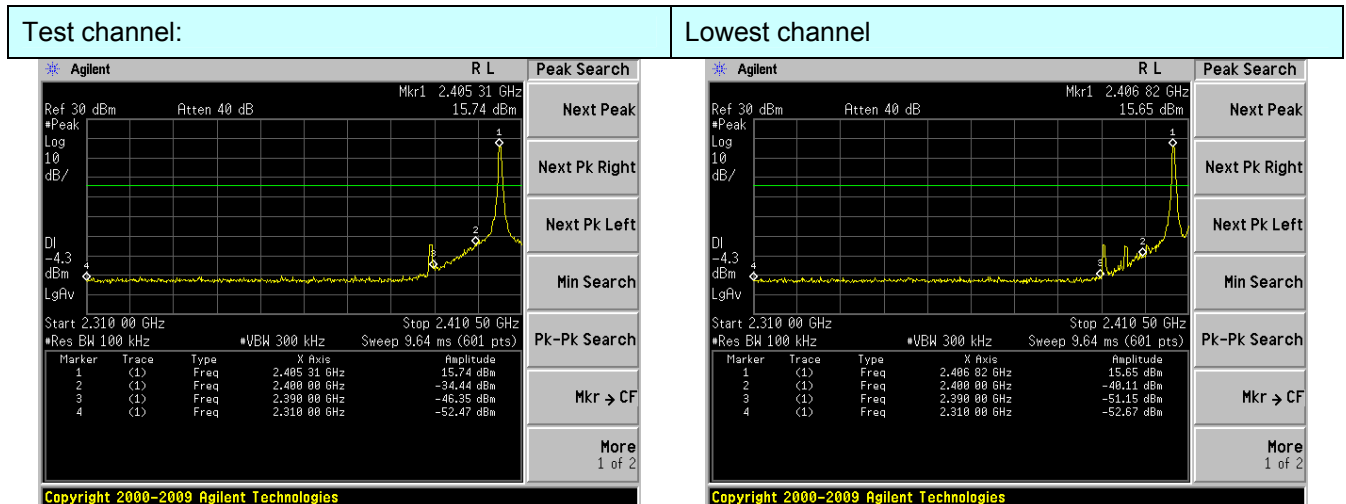 Test channel:
Lowest channel
Agilent R L Peak Search
Mkr1 2.405 31 GHz
Ref 30 dBm Atten 40 dB 15.74 dBm
#Peak
Log
10
dB/
1
2
3
4
DI
-4.3
dBm
LgAv
Start 2.310 00 GHz Stop 2.410 50 GHz
#Res BW 100 kHz #VBW 300 kHz Sweep 9.64 ms (601 pts)
Marker Trace Type X Axis Amplitude
1 (1) Freq 2.405 31 GHz 15.74 dBm
2 (1) Freq 2.400 00 GHz -34.44 dBm
3 (1) Freq 2.390 00 GHz -46.35 dBm
4 (1) Freq 2.310 00 GHz -52.47 dBm
Next Peak
Next Pk Right
Next Pk Left
Min Search
Pk-Pk Search
Mkr → CF
More
1 of 2
Copyright 2000-2009 Agilent Technologies
Agilent R L Peak Search
Mkr1 2.406 82 GHz
Ref 30 dBm Atten 40 dB 15.65 dBm
#Peak
Log
10
dB/
1
2
3
4
DI
-4.3
dBm
LgAv
Start 2.310 00 GHz Stop 2.410 50 GHz
#Res BW 100 kHz #VBW 300 kHz Sweep 9.64 ms (601 pts)
Marker Trace Type X Axis Amplitude
1 (1) Freq 2.406 82 GHz 15.65 dBm
2 (1) Freq 2.400 00 GHz -40.11 dBm
3 (1) Freq 2.390 00 GHz -51.15 dBm
4 (1) Freq 2.310 00 GHz -52.67 dBm
Next Peak
Next Pk Right
Next Pk Left
Min Search
Pk-Pk Search
Mkr → CF
More
1 of 2
Copyright 2000-2009 Agilent Technologies